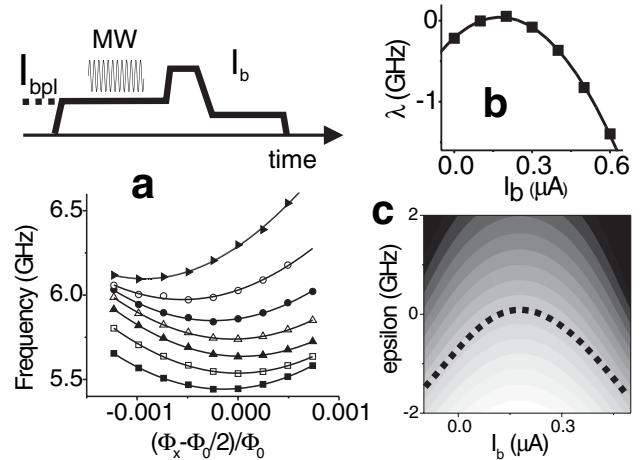 MW
I_bpl
I_b
time
a
6.5
6.0
5.5
Frequency (GHz)
-0.001
0.000
0.001
(Φ_x-Φ_0/2)/Φ_0
0
-1
λ (GHz)
b
0.0
0.3
0.6
I_b (μA)
c
2
0
-2
epsilon (GHz)
0.0
0.3
I_b (μA)